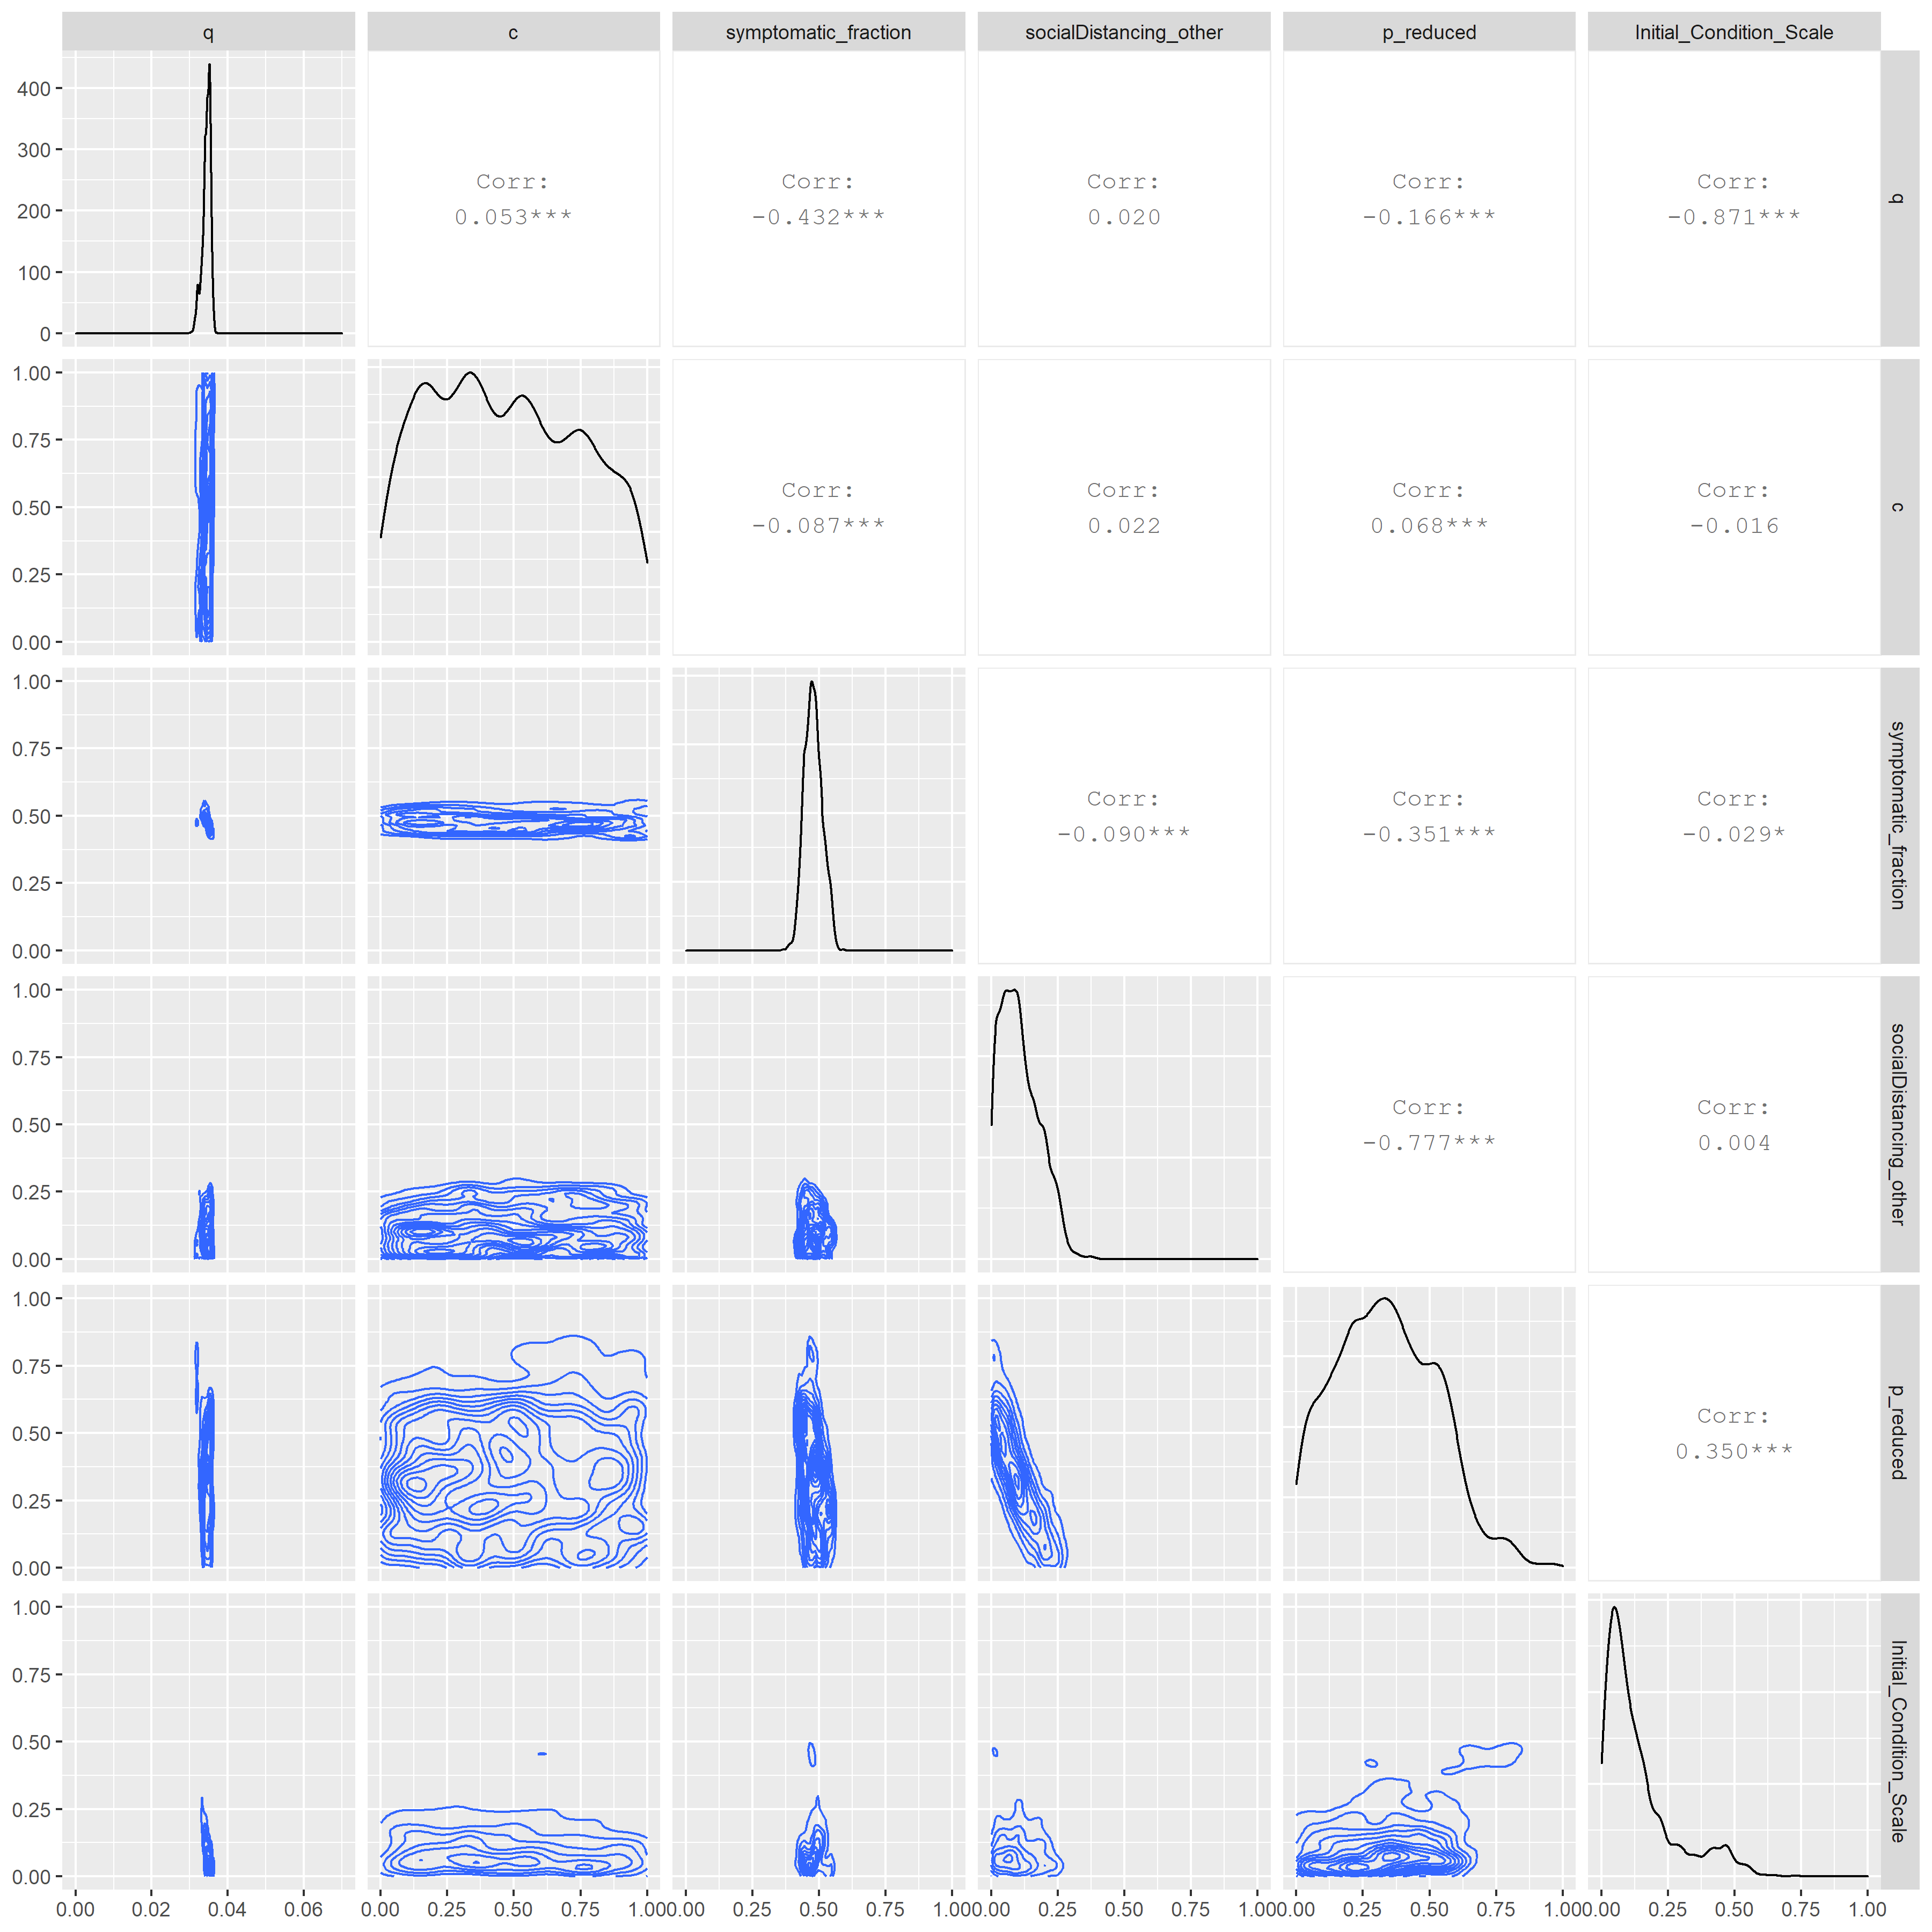 q c symptomatic_fraction socialDistancing_other p_reduced Initial_Condition_Scale
400
300
200
100
0
Corr:
0.053***
Corr:
-0.432***
Corr:
0.020
Corr:
-0.166***
Corr:
-0.871***
q
1.00
0.75
0.50
0.25
0.00
Corr:
-0.087***
Corr:
0.022
Corr:
0.068***
Corr:
-0.016
c
1.00
0.75
0.50
0.25
0.00
Corr:
-0.090***
Corr:
-0.351***
Corr:
-0.029*
symptomatic_fraction
1.00
0.75
0.50
0.25
0.00
Corr:
-0.777***
Corr:
0.004
socialDistancing_other
1.00
0.75
0.50
0.25
0.00
Corr:
0.350***
p_reduced
1.00
0.75
0.50
0.25
0.00
Initial_Condition_Scale
0.00 0.02 0.04 0.06 0.00 0.25 0.50 0.75 1.00 0.00 0.25 0.50 0.75 1.00 0.00 0.25 0.50 0.75 1.00 0.00 0.25 0.50 0.75 1.00 0.00 0.25 0.50 0.75 1.00